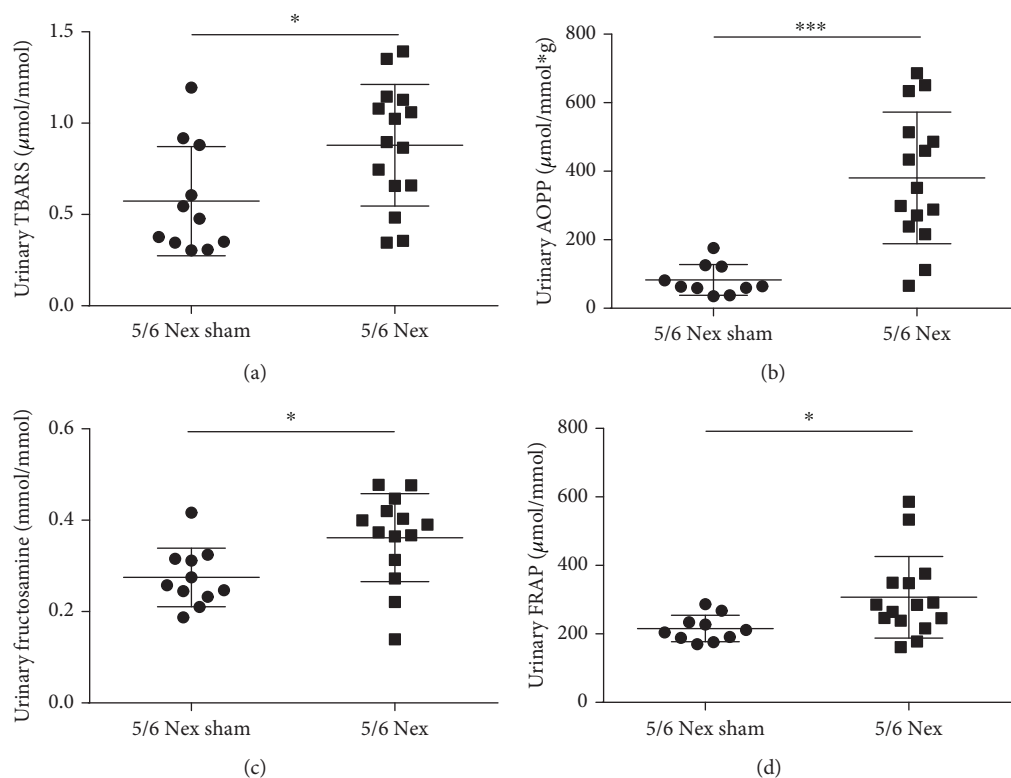 *
1.5
1.0
0.5
0.0
Urinary TBARS (μmol/mmol)
5/6 Nex sham 5/6 Nex
(a)
***
800
600
400
200
0
Urinary AOPP (μmol/mmol*g)
5/6 Nex sham 5/6 Nex
(b)
*
0.6
0.4
0.2
0.0
Urinary fructosamine (mmol/mmol)
5/6 Nex sham 5/6 Nex
(c)
*
800
600
400
200
0
Urinary FRAP (μmol/mmol)
5/6 Nex sham 5/6 Nex
(d)